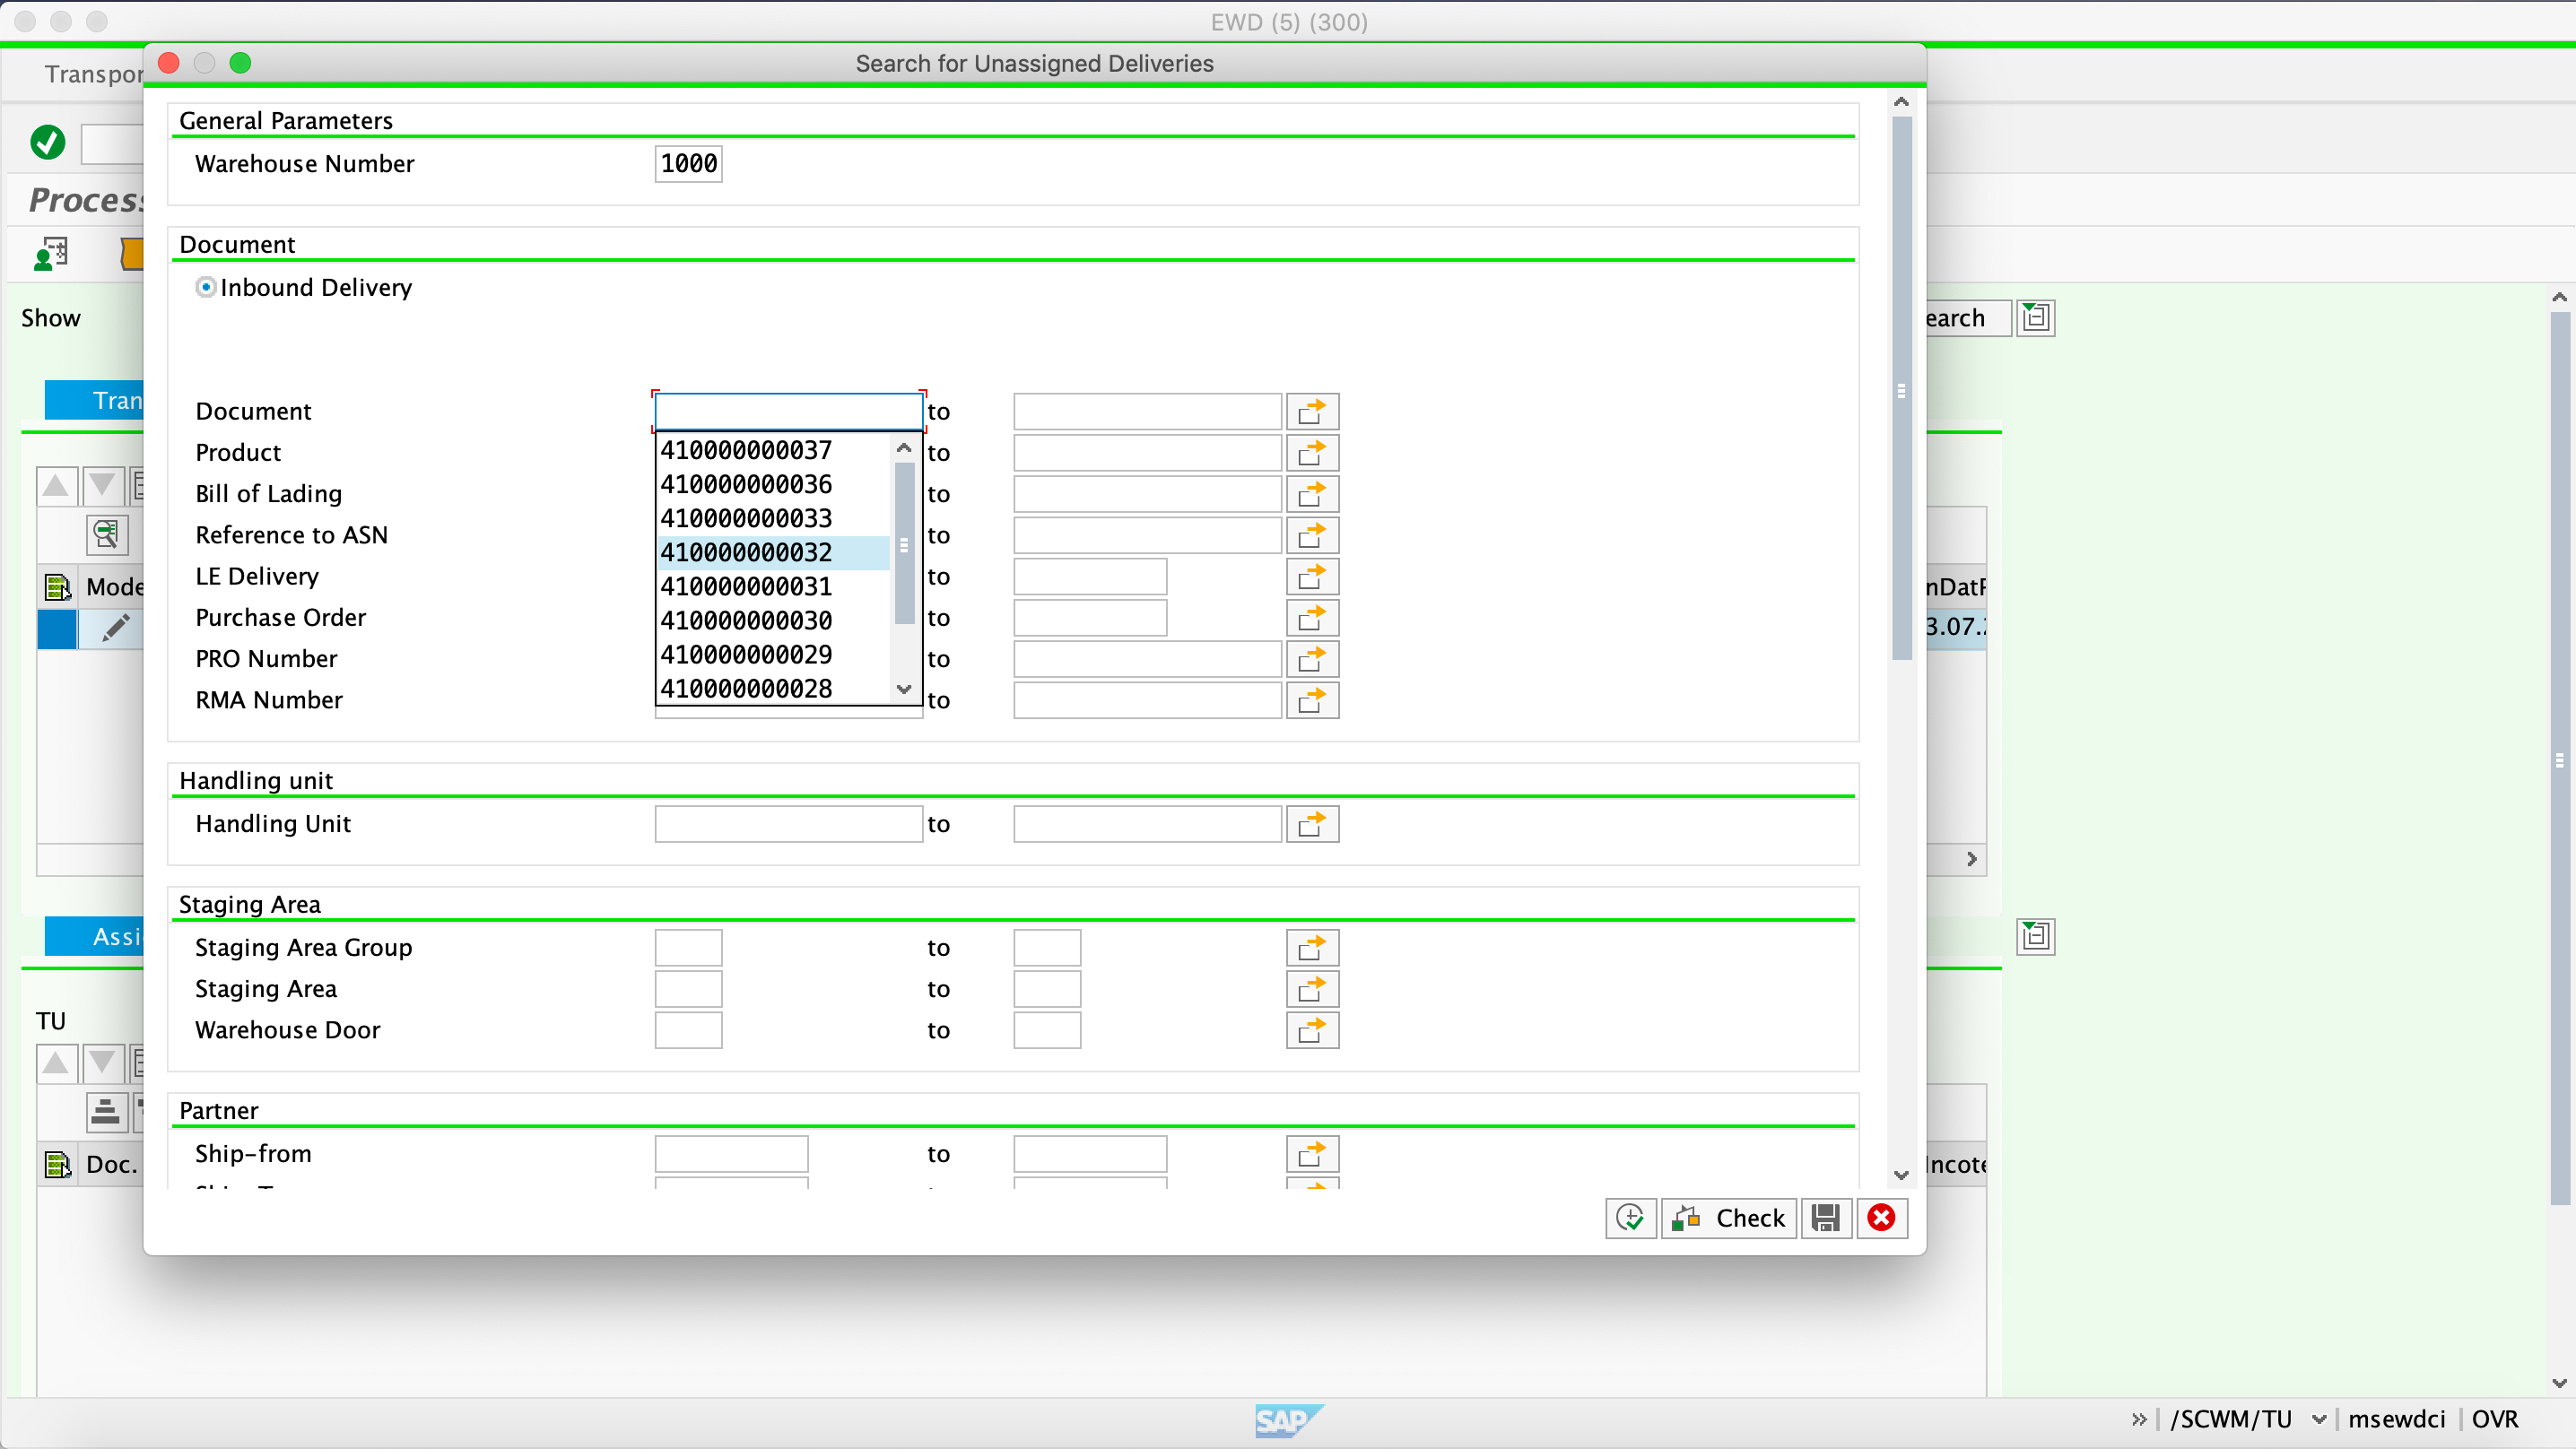 EWD (5) (300)
Search for Unassigned Deliveries
Transpor
General Parameters
Warehouse Number 1000
Process
Document
Inbound Delivery
Show
earch
Tran
Document to
410000000037
Product to
410000000036
Bill of Lading to
410000000033
Reference to ASN to
410000000032
LE Delivery to
410000000031
Mode
nDatF
Purchase Order to
410000000030
3.07.2
PRO Number to
410000000029
RMA Number to
410000000028
Handling unit
Handling Unit to
Staging Area
Assi
Staging Area Group to
Staging Area to
TU
Warehouse Door to
Partner
Ship-from to
Doc.
Incote
Check
SAP
/SCWM/TU msewdci OVR